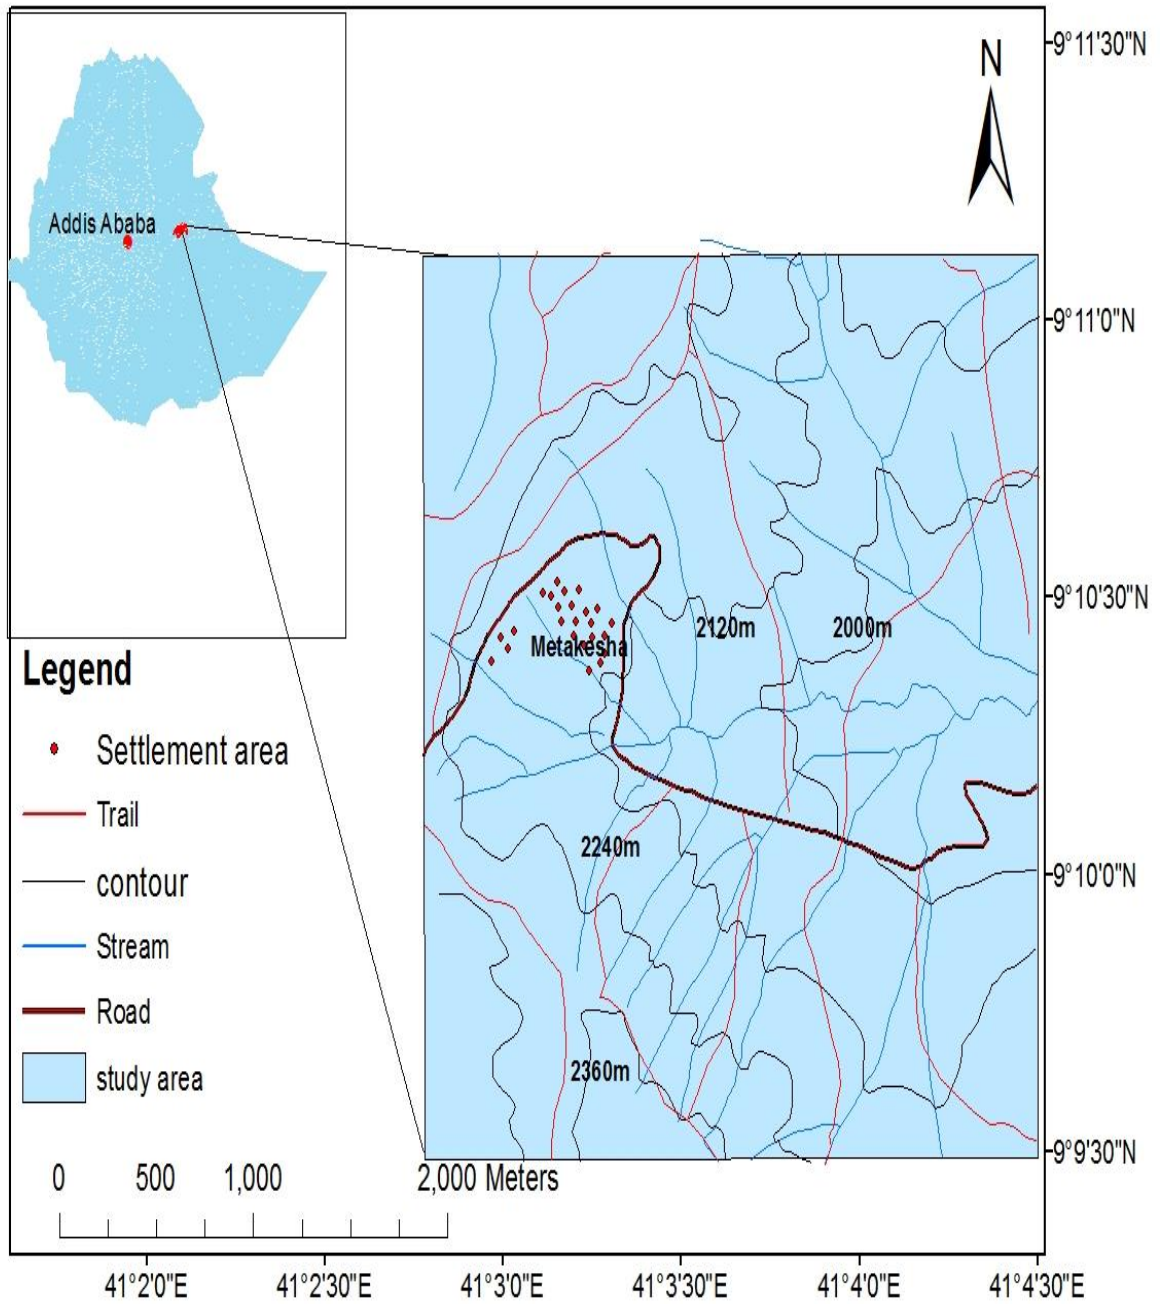 9°11'30"N
N
Addis Ababa
9°11'0"N
9°10'30"N
2120m
2000m
Metakesha
Legend
Settlement area
Trail
2240m
contour
9°10'0"N
Stream
Road
2360m
study area
9°9'30"N
0 500 1,000 2,000 Meters
41°2'0"E 41°2'30"E 41°3'0"E 41°3'30"E 41°4'0"E 41°4'30"E